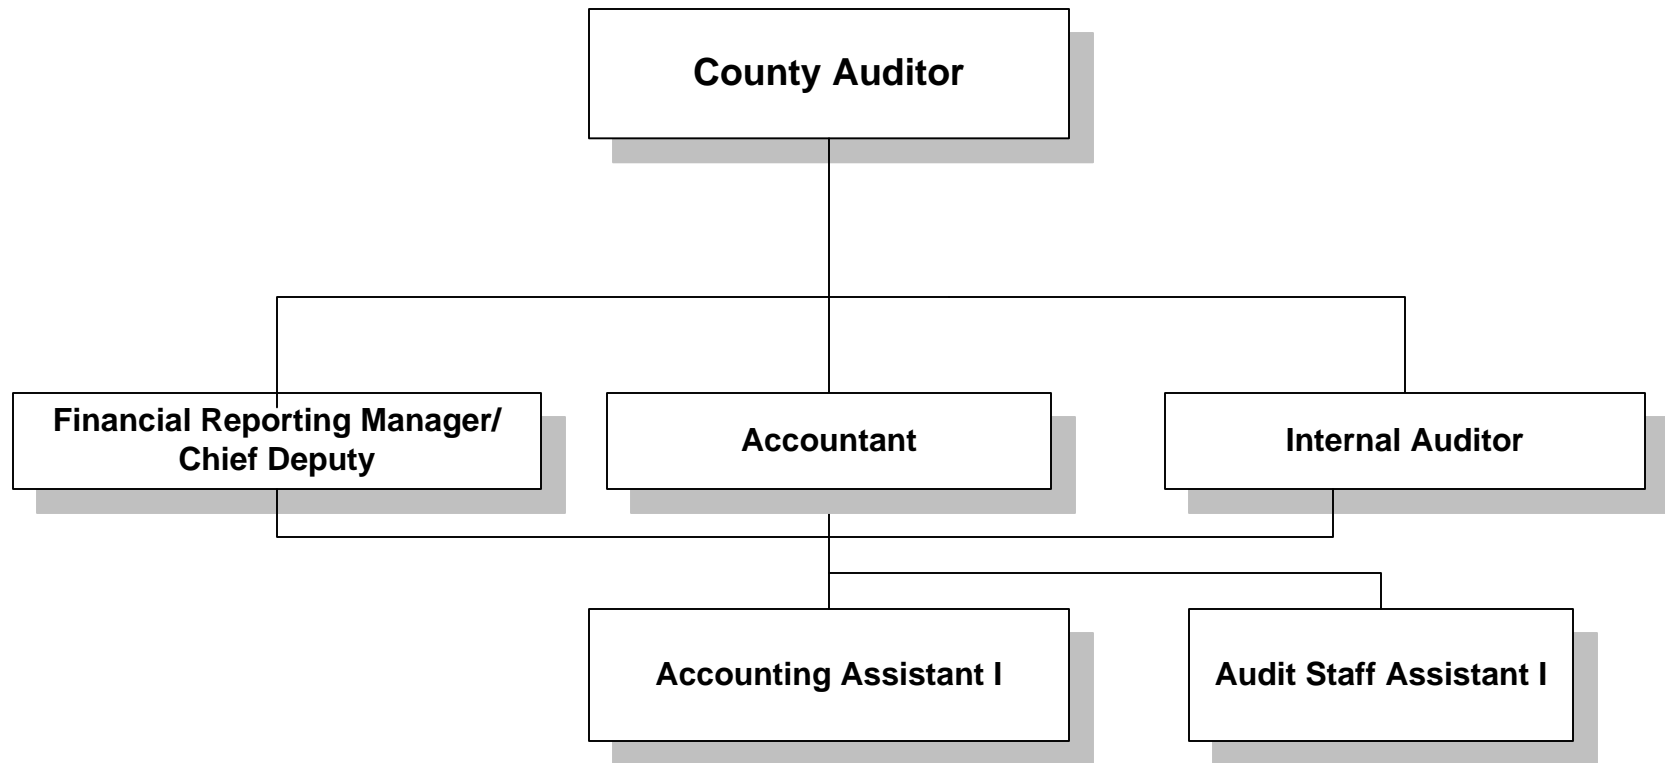 County Auditor
Financial Reporting Manager/
Chief Deputy
Accountant
Internal Auditor
Accounting Assistant I
Audit Staff Assistant I